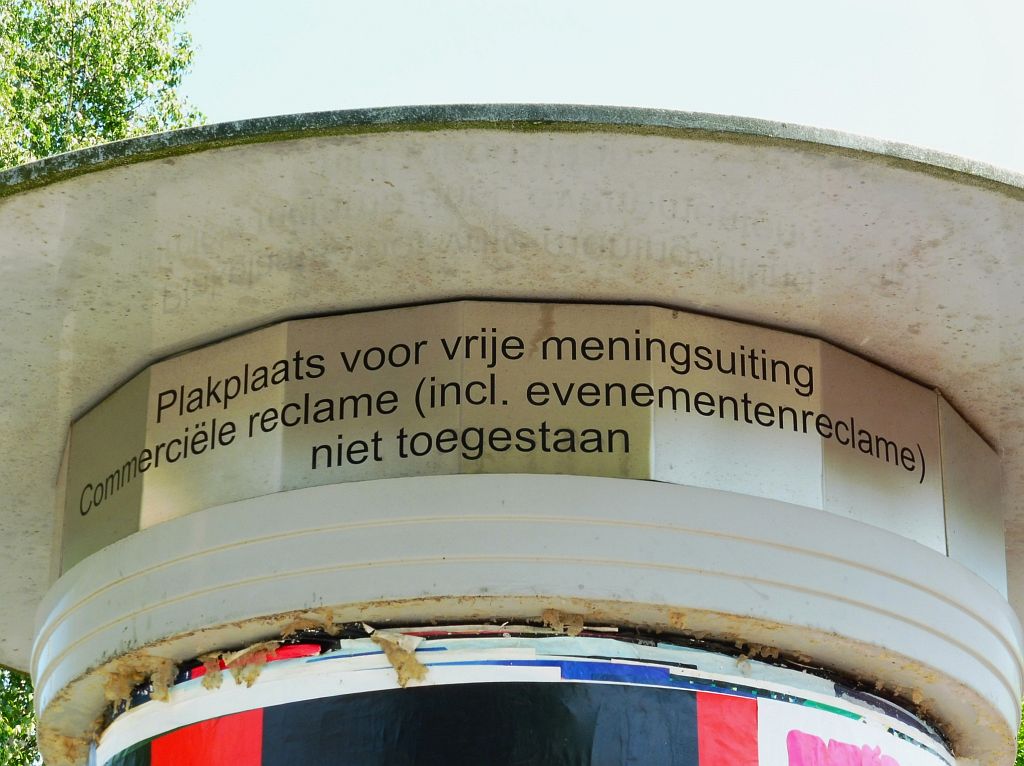 Plakplaats voor vrije meningsuiting
Commerciële reclame (incl. evenementenreclame)
niet toegestaan